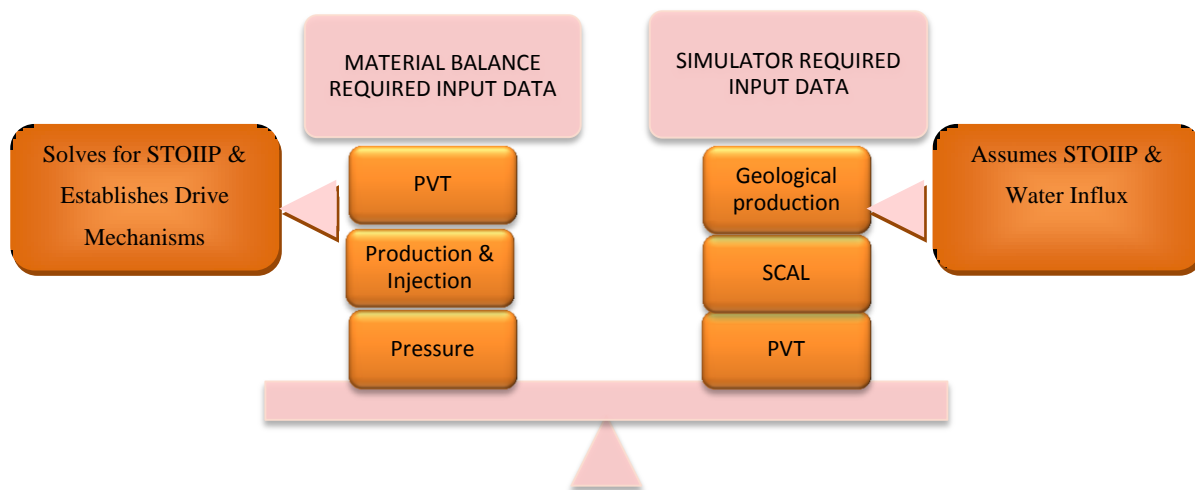 MATERIAL BALANCE
REQUIRED INPUT DATA
SIMULATOR REQUIRED
INPUT DATA
Solves for STOIIP &
Establishes Drive
Mechanisms
PVT
Production &
Injection
Pressure
Geological
production
SCAL
PVT
Assumes STOIIP &
Water Influx